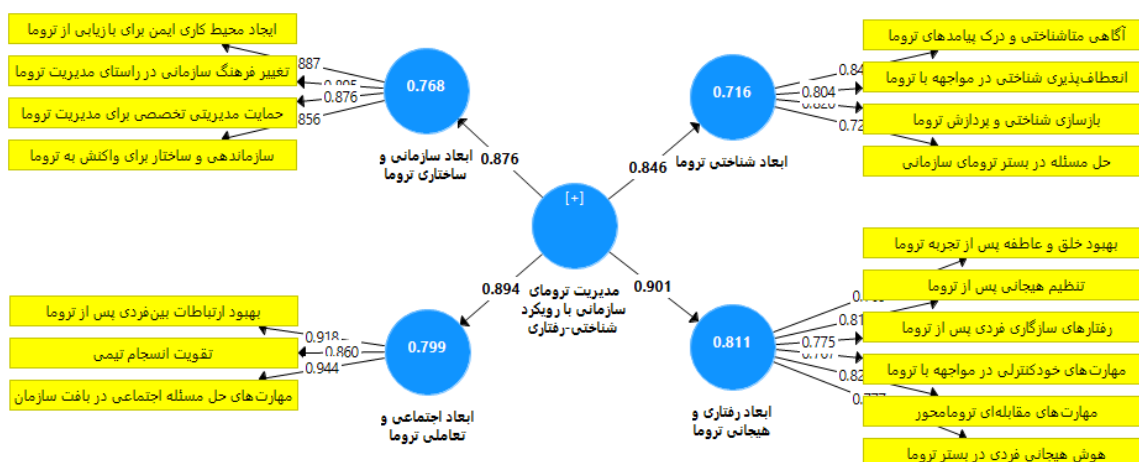 ایجاد محیط کاری ایمن برای بازیابی از تروما
تغییر فرهنگ سازمانی در راستای مدیریت تروما
حمایت مدیریتی تخصصی برای مدیریت تروما
سازماندهی و ساختار برای واکنش به تروما
0.876
0.768
ابعاد سازمانی و
ساختاری تروما
0.876
آگاهی متاشناختی و درک پیامدهای تروما
انعطاف‌پذیری شناختی در مواجهه با تروما
بازسازی شناختی و پردازش تروما
حل مسئله در بستر ترومای سازمانی
0.804
0.716
ابعاد شناختی تروما
0.846
[+]
مدیریت ترومای
سازمانی با رویکرد
شناختی-رفتاری
0.894
0.901
بهبود ارتباطات بین‌فردی پس از تروما
تقویت انسجام تیمی
مهارت‌های حل مسئله اجتماعی در بافت سازمان
0.918
0.860
0.944
0.799
ابعاد اجتماعی و
تعاملی تروما
بهبود خلق و عاطفه پس از تجربه تروما
تنظیم هیجانی پس از تروما
رفتارهای سازگاری فردی پس از تروما
مهارت‌های خودکنترلی در مواجهه با تروما
مهارت‌های مقابله‌ای ترومامحور
هوش هیجانی فردی در بستر تروما
0.775
0.811
ابعاد رفتاری و
هیجانی تروما